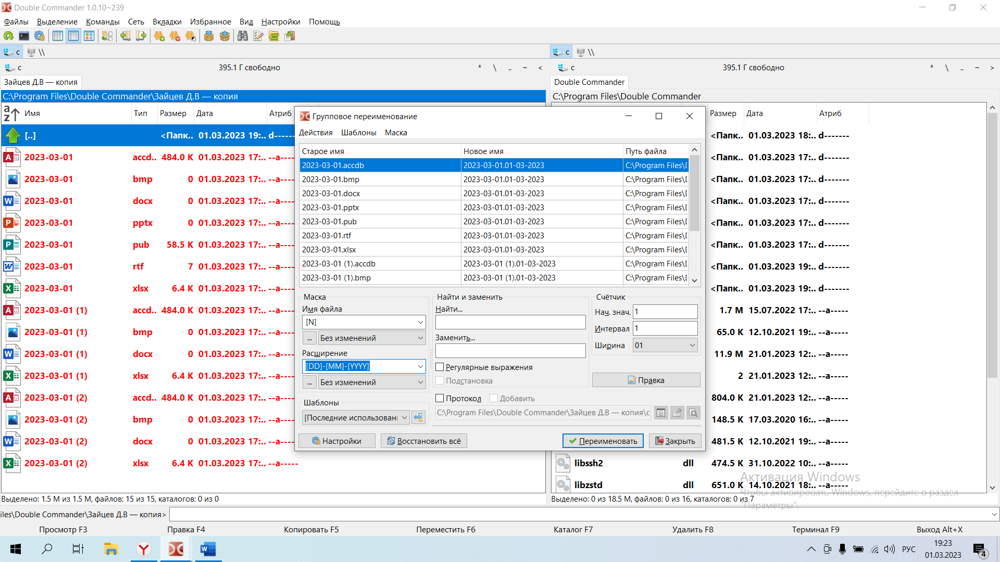 Double Commander 1.0.10~239
Файлы Выделение Команды Сеть Вкладки Избранное Вид Настройки Помощь
c \\ c \\
c 395.1 Г свободно * \ .. ~ < c 395.1 Г свободно * \ .. ~ >
Зайцев Д.В — копия Double Commander
C:\Program Files\Double Commander\Зайцев Д.В — копия C:\Program Files\Double Commander
Имя Тип Размер Дата Атриб
[..] <Папк.. 01.03.2023 19:.. d------
2023-03-01 accd.. 484.0 K 01.03.2023 17:.. --a----
2023-03-01 bmp 0 01.03.2023 17:.. --a----
2023-03-01 docx 0 01.03.2023 17:.. --a----
2023-03-01 pptx 0 01.03.2023 17:.. --a----
2023-03-01 pub 58.5 K 01.03.2023 17:.. --a----
2023-03-01 rtf 7 01.03.2023 17:.. --a----
2023-03-01 xlsx 6.4 K 01.03.2023 17:.. --a----
2023-03-01 (1) accd.. 484.0 K 01.03.2023 17:.. --a----
2023-03-01 (1) bmp 0 01.03.2023 17:.. --a----
2023-03-01 (1) docx 0 01.03.2023 17:.. --a----
2023-03-01 (1) xlsx 6.4 K 01.03.2023 17:.. --a----
2023-03-01 (2) accd.. 484.0 K 01.03.2023 17:.. --a----
2023-03-01 (2) bmp 0 01.03.2023 17:.. --a----
2023-03-01 (2) docx 0 01.03.2023 17:.. --a----
2023-03-01 (2) xlsx 6.4 K 01.03.2023 17:.. --a-----
Выделено: 1.5 М из 1.5 М, файлов: 15 из 15, каталогов: 0 из 0
Групповое переименование
Действия Шаблоны Маска
Старое имя Новое имя Путь файла
2023-03-01.accdb 2023-03-01.01-03-2023 C:\Program Files\D
2023-03-01.bmp 2023-03-01.01-03-2023 C:\Program Files\D
2023-03-01.docx 2023-03-01.01-03-2023 C:\Program Files\D
2023-03-01.pptx 2023-03-01.01-03-2023 C:\Program Files\D
2023-03-01.pub 2023-03-01.01-03-2023 C:\Program Files\D
2023-03-01.rtf 2023-03-01.01-03-2023 C:\Program Files\D
2023-03-01.xlsx 2023-03-01.01-03-2023 C:\Program Files\D
2023-03-01 (1).accdb 2023-03-01 (1).01-03-2023 C:\Program Files\D
2023-03-01 (1).bmp 2023-03-01 (1).01-03-2023 C:\Program Files\D
Маска
Имя файла
[N]
... Без изменений
Расширение
[DD]-[MM]-[YYYY]
... Без изменений
Шаблоны
[Последние использован
Найти и заменить
Найти...
Заменить...
Регулярные выражения
Подстановка
Протокол Добавить
C:\Program Files\Double Commander\Зайцев Д.В — копия\c
Счётчик
Нач. знач. 1
Интервал 1
Ширина 01
Правка
Настройки Восстановить всё Переименовать Закрыть
Размер Дата Атриб
<Папк.. 01.03.2023 18:.. d-------
<Папк.. 01.03.2023 17:.. d-------
<Папк.. 01.03.2023 17:.. d-------
<Папк.. 01.03.2023 17:.. d-------
<Папк.. 01.03.2023 17:.. d-------
<Папк.. 01.03.2023 17:.. d-------
<Папк.. 01.03.2023 19:.. d-------
<Папк.. 01.03.2023 19:.. d-------
1.7 M 15.07.2022 17:.. --a-----
65.0 K 12.10.2021 19:.. --a-----
11.9 M 21.01.2023 12:.. --a-----
2 21.01.2023 12:.. --a-----
804.0 K 21.01.2023 12:.. --a-----
148.5 K 17.03.2020 16:.. --a-----
481.5 K 12.10.2021 19:.. --a-----
libssh2 dll 474.5 K 31.10.2022 10:.. --a-----
libzstd dll 651.0 K 14.10.2021 18:.. --a-----
Выделено: 0 из 18.5 М, файлов: 0 из 16, каталогов: 0 из 7
Активация Windows
Чтобы активировать Windows, перейдите в раздел
"Параметры".
iles\Double Commander\Зайцев Д.В — копия>
Просмотр F3 Правка F4 Копировать F5 Переместить F6 Каталог F7 Удалить F8 Терминал F9 Выход Alt+X
РУС
19:23
01.03.2023
4